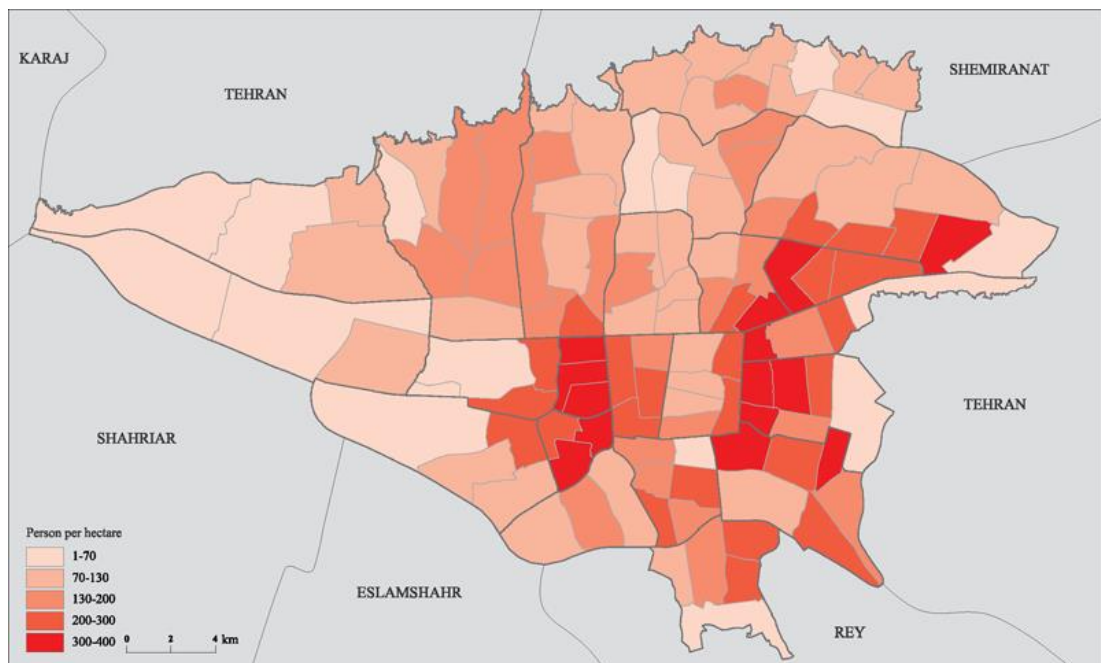 KARAJ
TEHRAN
SHEMIRANAT
TEHRAN
SHAHRIAR
ESLAMSHAHR
REY
Person per hectare
1-70
70-130
130-200
200-300
300-400
0 2 4 km